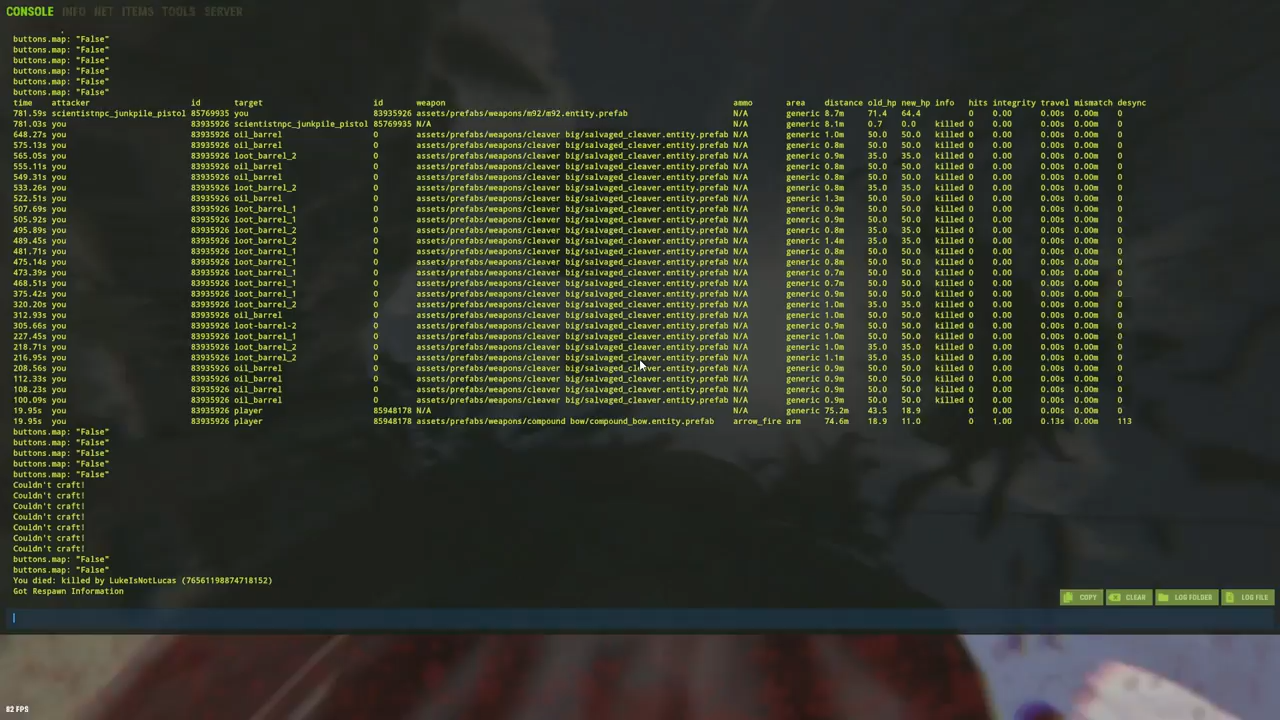 CONSOLE INFO NET ITEMS TOOLS SERVER
buttons.map: "False"
buttons.map: "False"
buttons.map: "False"
buttons.map: "False"
buttons.map: "False"
buttons.map: "False"
time attacker id target id weapon ammo area distance old_hp new_hp info hits integrity travel mismatch desync
781.59s scientistnpc_junkpile_pistol 85769935 you 83935926 assets/prefabs/weapons/m92/m92.entity.prefab N/A generic 8.7m 71.4 64.4 0 0.00 0.00s 0.00m 0
781.03s you 83935926 scientistnpc_junkpile_pistol 85769935 N/A N/A generic 8.1m 0.7 0.0 killed 0 0.00 0.00s 0.00m 0
648.27s you 83935926 oil_barrel 0 assets/prefabs/weapons/cleaver big/salvaged_cleaver.entity.prefab N/A generic 1.0m 50.0 50.0 killed 0 0.00 0.00s 0.00m 0
575.13s you 83935926 oil_barrel 0 assets/prefabs/weapons/cleaver big/salvaged_cleaver.entity.prefab N/A generic 0.8m 50.0 50.0 killed 0 0.00 0.00s 0.00m 0
565.05s you 83935926 loot_barrel_2 0 assets/prefabs/weapons/cleaver big/salvaged_cleaver.entity.prefab N/A generic 0.9m 35.0 35.0 killed 0 0.00 0.00s 0.00m 0
555.11s you 83935926 oil_barrel 0 assets/prefabs/weapons/cleaver big/salvaged_cleaver.entity.prefab N/A generic 0.8m 50.0 50.0 killed 0 0.00 0.00s 0.00m 0
549.31s you 83935926 oil_barrel 0 assets/prefabs/weapons/cleaver big/salvaged_cleaver.entity.prefab N/A generic 0.8m 50.0 50.0 killed 0 0.00 0.00s 0.00m 0
533.26s you 83935926 loot_barrel_2 0 assets/prefabs/weapons/cleaver big/salvaged_cleaver.entity.prefab N/A generic 0.8m 35.0 35.0 killed 0 0.00 0.00s 0.00m 0
522.51s you 83935926 oil_barrel 0 assets/prefabs/weapons/cleaver big/salvaged_cleaver.entity.prefab N/A generic 1.3m 50.0 50.0 killed 0 0.00 0.00s 0.00m 0
507.69s you 83935926 loot_barrel_1 0 assets/prefabs/weapons/cleaver big/salvaged_cleaver.entity.prefab N/A generic 0.9m 50.0 50.0 killed 0 0.00 0.00s 0.00m 0
505.92s you 83935926 loot_barrel_1 0 assets/prefabs/weapons/cleaver big/salvaged_cleaver.entity.prefab N/A generic 0.9m 50.0 50.0 killed 0 0.00 0.00s 0.00m 0
495.89s you 83935926 loot_barrel_2 0 assets/prefabs/weapons/cleaver big/salvaged_cleaver.entity.prefab N/A generic 0.8m 35.0 35.0 killed 0 0.00 0.00s 0.00m 0
489.45s you 83935926 loot_barrel_2 0 assets/prefabs/weapons/cleaver big/salvaged_cleaver.entity.prefab N/A generic 1.4m 35.0 35.0 killed 0 0.00 0.00s 0.00m 0
481.71s you 83935926 loot_barrel_1 0 assets/prefabs/weapons/cleaver big/salvaged_cleaver.entity.prefab N/A generic 0.8m 50.0 50.0 killed 0 0.00 0.00s 0.00m 0
475.14s you 83935926 loot_barrel_1 0 assets/prefabs/weapons/cleaver big/salvaged_cleaver.entity.prefab N/A generic 0.8m 50.0 50.0 killed 0 0.00 0.00s 0.00m 0
473.39s you 83935926 loot_barrel_1 0 assets/prefabs/weapons/cleaver big/salvaged_cleaver.entity.prefab N/A generic 0.7m 50.0 50.0 killed 0 0.00 0.00s 0.00m 0
468.51s you 83935926 loot_barrel_1 0 assets/prefabs/weapons/cleaver big/salvaged_cleaver.entity.prefab N/A generic 0.7m 50.0 50.0 killed 0 0.00 0.00s 0.00m 0
375.42s you 83935926 loot_barrel_1 0 assets/prefabs/weapons/cleaver big/salvaged_cleaver.entity.prefab N/A generic 0.9m 50.0 50.0 killed 0 0.00 0.00s 0.00m 0
320.20s you 83935926 loot_barrel_2 0 assets/prefabs/weapons/cleaver big/salvaged_cleaver.entity.prefab N/A generic 1.0m 35.0 35.0 killed 0 0.00 0.00s 0.00m 0
312.93s you 83935926 oil_barrel 0 assets/prefabs/weapons/cleaver big/salvaged_cleaver.entity.prefab N/A generic 1.0m 50.0 50.0 killed 0 0.00 0.00s 0.00m 0
305.66s you 83935926 loot-barrel-2 0 assets/prefabs/weapons/cleaver big/salvaged_cleaver.entity.prefab N/A generic 0.9m 50.0 50.0 killed 0 0.00 0.00s 0.00m 0
227.45s you 83935926 loot_barrel_1 0 assets/prefabs/weapons/cleaver big/salvaged_cleaver.entity.prefab N/A generic 1.0m 50.0 50.0 killed 0 0.00 0.00s 0.00m 0
218.71s you 83935926 loot_barrel_2 0 assets/prefabs/weapons/cleaver big/salvaged_cleaver.entity.prefab N/A generic 1.0m 35.0 35.0 killed 0 0.00 0.00s 0.00m 0
216.95s you 83935926 loot_barrel_2 0 assets/prefabs/weapons/cleaver big/salvaged_cleaver.entity.prefab N/A generic 1.1m 35.0 35.0 killed 0 0.00 0.00s 0.00m 0
208.56s you 83935926 oil_barrel 0 assets/prefabs/weapons/cleaver big/salvaged_cleaver.entity.prefab N/A generic 0.9m 50.0 50.0 killed 0 0.00 0.00s 0.00m 0
112.33s you 83935926 oil_barrel 0 assets/prefabs/weapons/cleaver big/salvaged_cleaver.entity.prefab N/A generic 0.9m 50.0 50.0 killed 0 0.00 0.00s 0.00m 0
108.23s you 83935926 oil_barrel 0 assets/prefabs/weapons/cleaver big/salvaged_cleaver.entity.prefab N/A generic 0.9m 50.0 50.0 killed 0 0.00 0.00s 0.00m 0
100.09s you 83935926 oil_barrel 0 assets/prefabs/weapons/cleaver big/salvaged_cleaver.entity.prefab N/A generic 0.9m 50.0 50.0 killed 0 0.00 0.00s 0.00m 0
19.95s you 83935926 player 85948178 N/A N/A generic 75.2m 43.5 18.9 0 0.00 0.00s 0.00m 0
19.95s you 83935926 player 85948178 assets/prefabs/weapons/compound bow/compound_bow.entity.prefab arrow_fire arm 74.6m 18.9 11.0 0 1.00 0.13s 0.00m 113
buttons.map: "False"
buttons.map: "False"
buttons.map: "False"
buttons.map: "False"
buttons.map: "False"
Couldn't craft!
Couldn't craft!
Couldn't craft!
Couldn't craft!
Couldn't craft!
Couldn't craft!
Couldn't craft!
buttons.map: "False"
buttons.map: "False"
You died: killed by LukeIsNotLucas (76561198874718152)
Got Respawn Information
COPY CLEAR LOG FOLDER LOG FILE
82 FPS